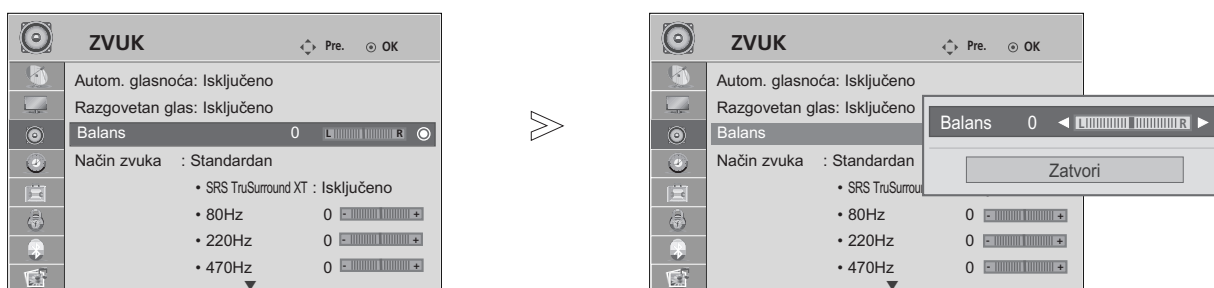 ZVUK Pre. OK
Autom. glasnoća: Isključeno
Razgovetan glas: Isključeno
Balans 0 L R
Način zvuka : Standardan
• SRS TruSurround XT : Isključeno
• 80Hz 0 - +
• 220Hz 0 - +
• 470Hz 0 - +
ZVUK Pre. OK
Autom. glasnoća: Isključeno
Razgovetan glas: Isključeno
Balans
Način zvuka : Standardan
• SRS TruSurrou
• 80Hz 0 - +
• 220Hz 0 - +
• 470Hz 0 - +
Balans 0 L R
Zatvori